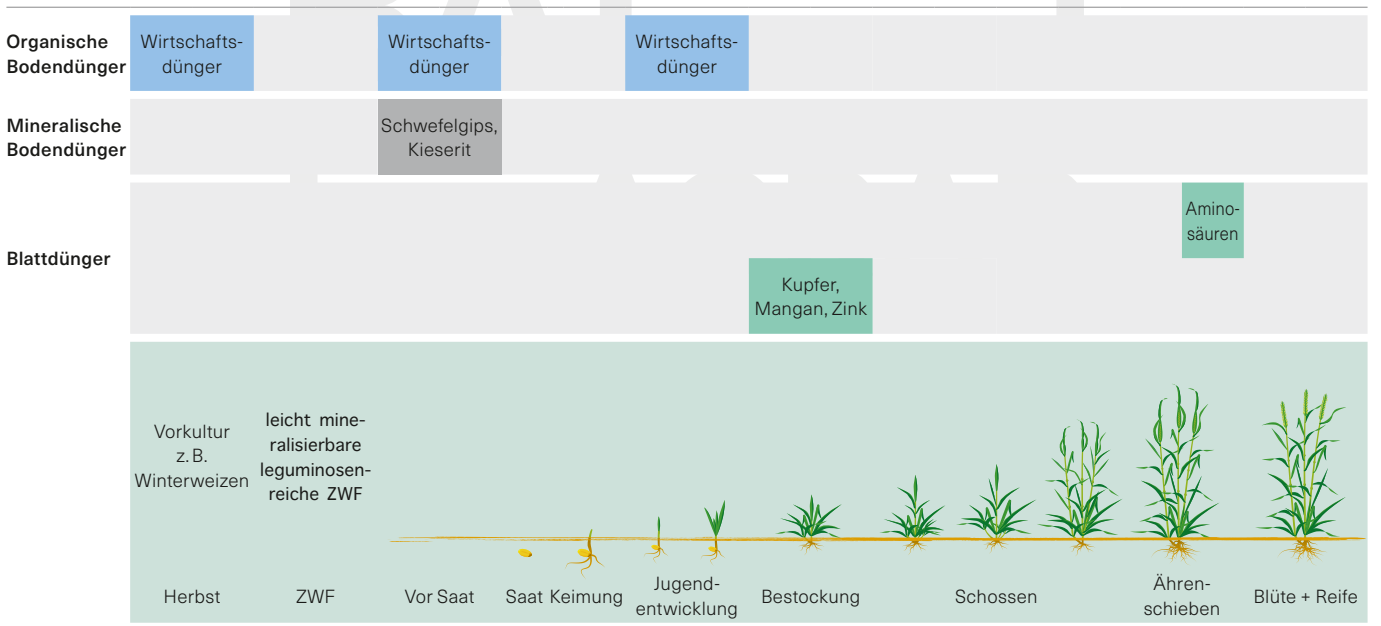 Organische
Bodendünger
Wirtschafts-
dünger
Wirtschafts-
dünger
Wirtschafts-
dünger
Mineralische
Bodendünger
Schwefelgips,
Kieserit
Blattdünger
Amino-
säuren
Kupfer,
Mangan, Zink
Vorkultur
z. B.
Winterweizen
leicht mine-
ralisierbare
leguminosen-
reiche ZWF
Herbst
ZWF
Vor Saat
Saat Keimung
Jugend-
entwicklung
Bestockung
Schossen
Ähren-
schieben
Blüte + Reife